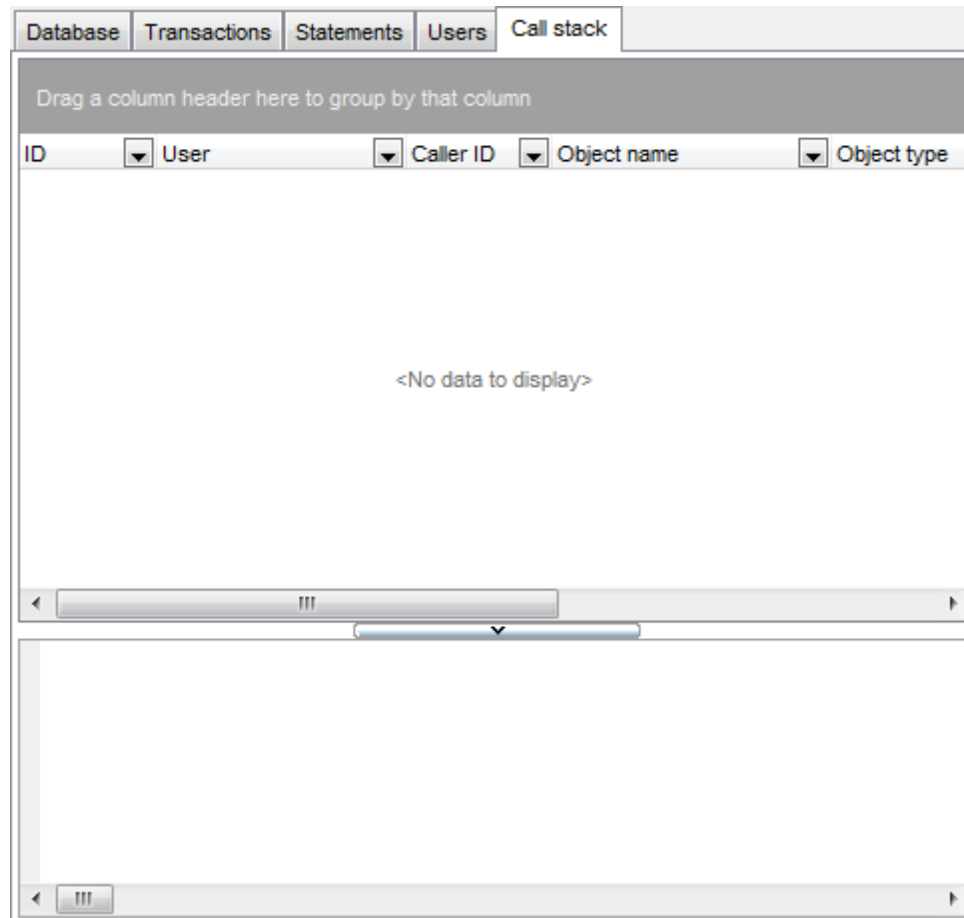 Database Transactions Statements Users Call stack
Drag a column header here to group by that column
ID User Caller ID Object name Object type
<No data to display>